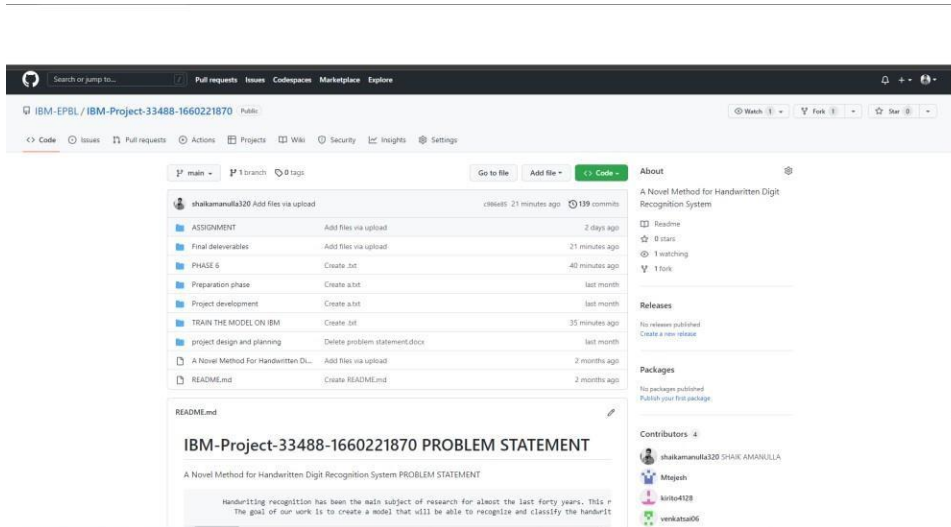 Search or jump to... / Pull requests Issues Codespaces Marketplace Explore
IBM-EPBL / IBM-Project-33488-1660221870 Public Watch 1 Fork 1 Star 0
Code Issues Pull requests Actions Projects Wiki Security Insights Settings
main 1 branch 0 tags Go to file Add file Code
shaikamanulla320 Add files via upload 21 minutes ago 139 commits
ASSIGNMENT Add files via upload 2 days ago
Final deleverables Add files via upload 21 minutes ago
PHASE 6 Create .txt 40 minutes ago
Preparation phase Create a.txt last month
Project development Create a.txt last month
TRAIN THE MODEL ON IBM Create .txt 35 minutes ago
project design and planning Delete problem statement.docx last month
A Novel Method For Handwritten Di... Add files via upload 2 months ago
README.md Create README.md 2 months ago
README.md
IBM-Project-33488-1660221870 PROBLEM STATEMENT
A Novel Method for Handwritten Digit Recognition System PROBLEM STATEMENT
Handwriting recognition has been the main subject of research for almost the last forty years. This r
The goal of our work is to create a model that will be able to recognize and classify the handwrit
About
A Novel Method for Handwritten Digit
Recognition System
Readme
0 stars
1 watching
1 fork
Releases
No releases published
Create a new release
Packages
No packages published
Publish your first package
Contributors 4
shaikamanulla320 SHAIK AMANULLA
Mtejesh
kirito4128
venkatsai06